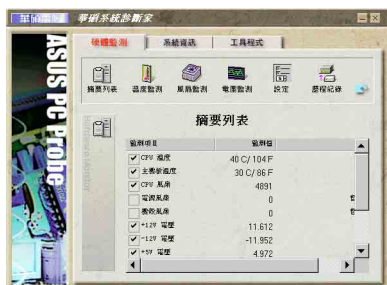 華碩系統診斷家
硬體監測 系統資訊 工具程式
摘要列表 溫度監測 風扇監測 電壓監測 設定 歷程記錄
ASUS PC Probe
Hardware Monitor
摘要列表
監測項目 監測值
CPU 溫度 40 C/ 104 F
主機板溫度 30 C/ 86 F
CPU 風扇 4891
電源風扇 0
機殼風扇 0
+12V 電壓 11.612
-12V 電壓 -11.952
+5V 電壓 4.972